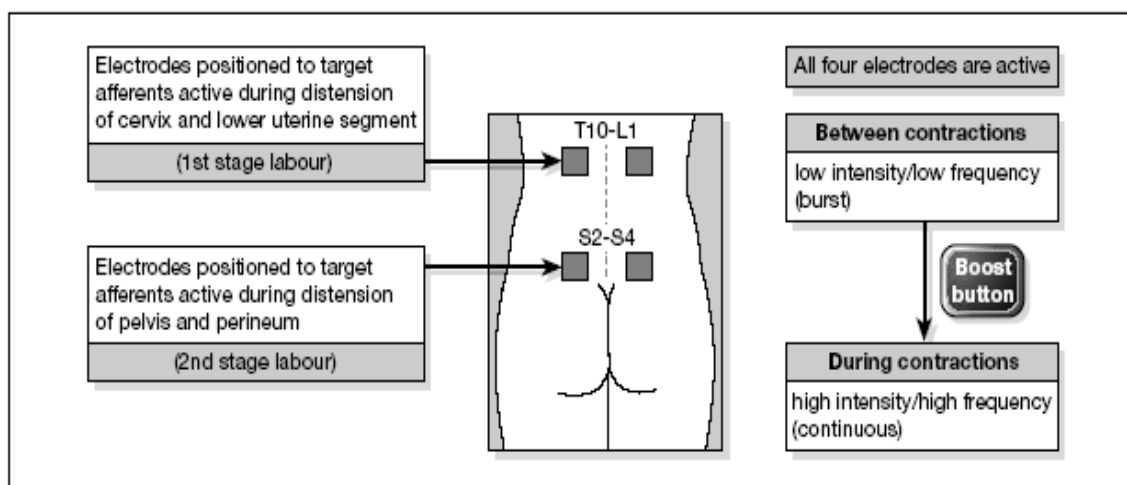 Electrodes positioned to target
afferents active during distension
of cervix and lower uterine segment
(1st stage labour)
Electrodes positioned to target
afferents active during distension
of pelvis and perineum
(2nd stage labour)
T10-L1
S2-S4
All four electrodes are active
Between contractions
low intensity/low frequency
(burst)
Boost
button
During contractions
high intensity/high frequency
(continuous)